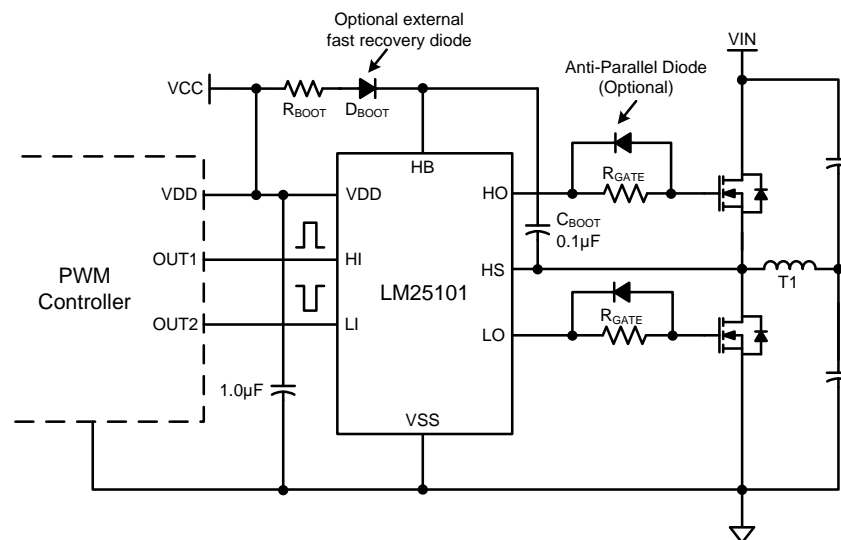 Optional external
fast recovery diode
VIN
VCC
Anti-Parallel Diode
(Optional)
RBOOT
DBOOT
HB
VDD
VDD
HO
RGATE
CBOOT
0.1µF
OUT1
HI
HS
PWM
Controller
LM25101
T1
OUT2
LI
LO
RGATE
1.0µF
VSS